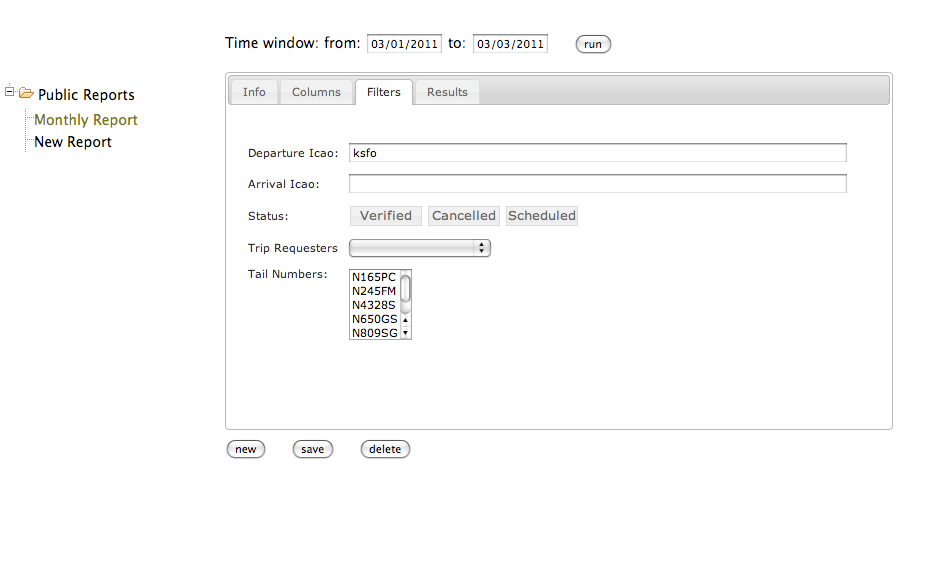 Time window: from: 03/01/2011 to: 03/03/2011 run
Public Reports
Monthly Report
New Report
Info Columns Filters Results
Departure Icao: ksfo
Arrival Icao:
Status: Verified Cancelled Scheduled
Trip Requesters
Tail Numbers: N165PC
N245FM
N4328S
N650GS
N809SG
new save delete